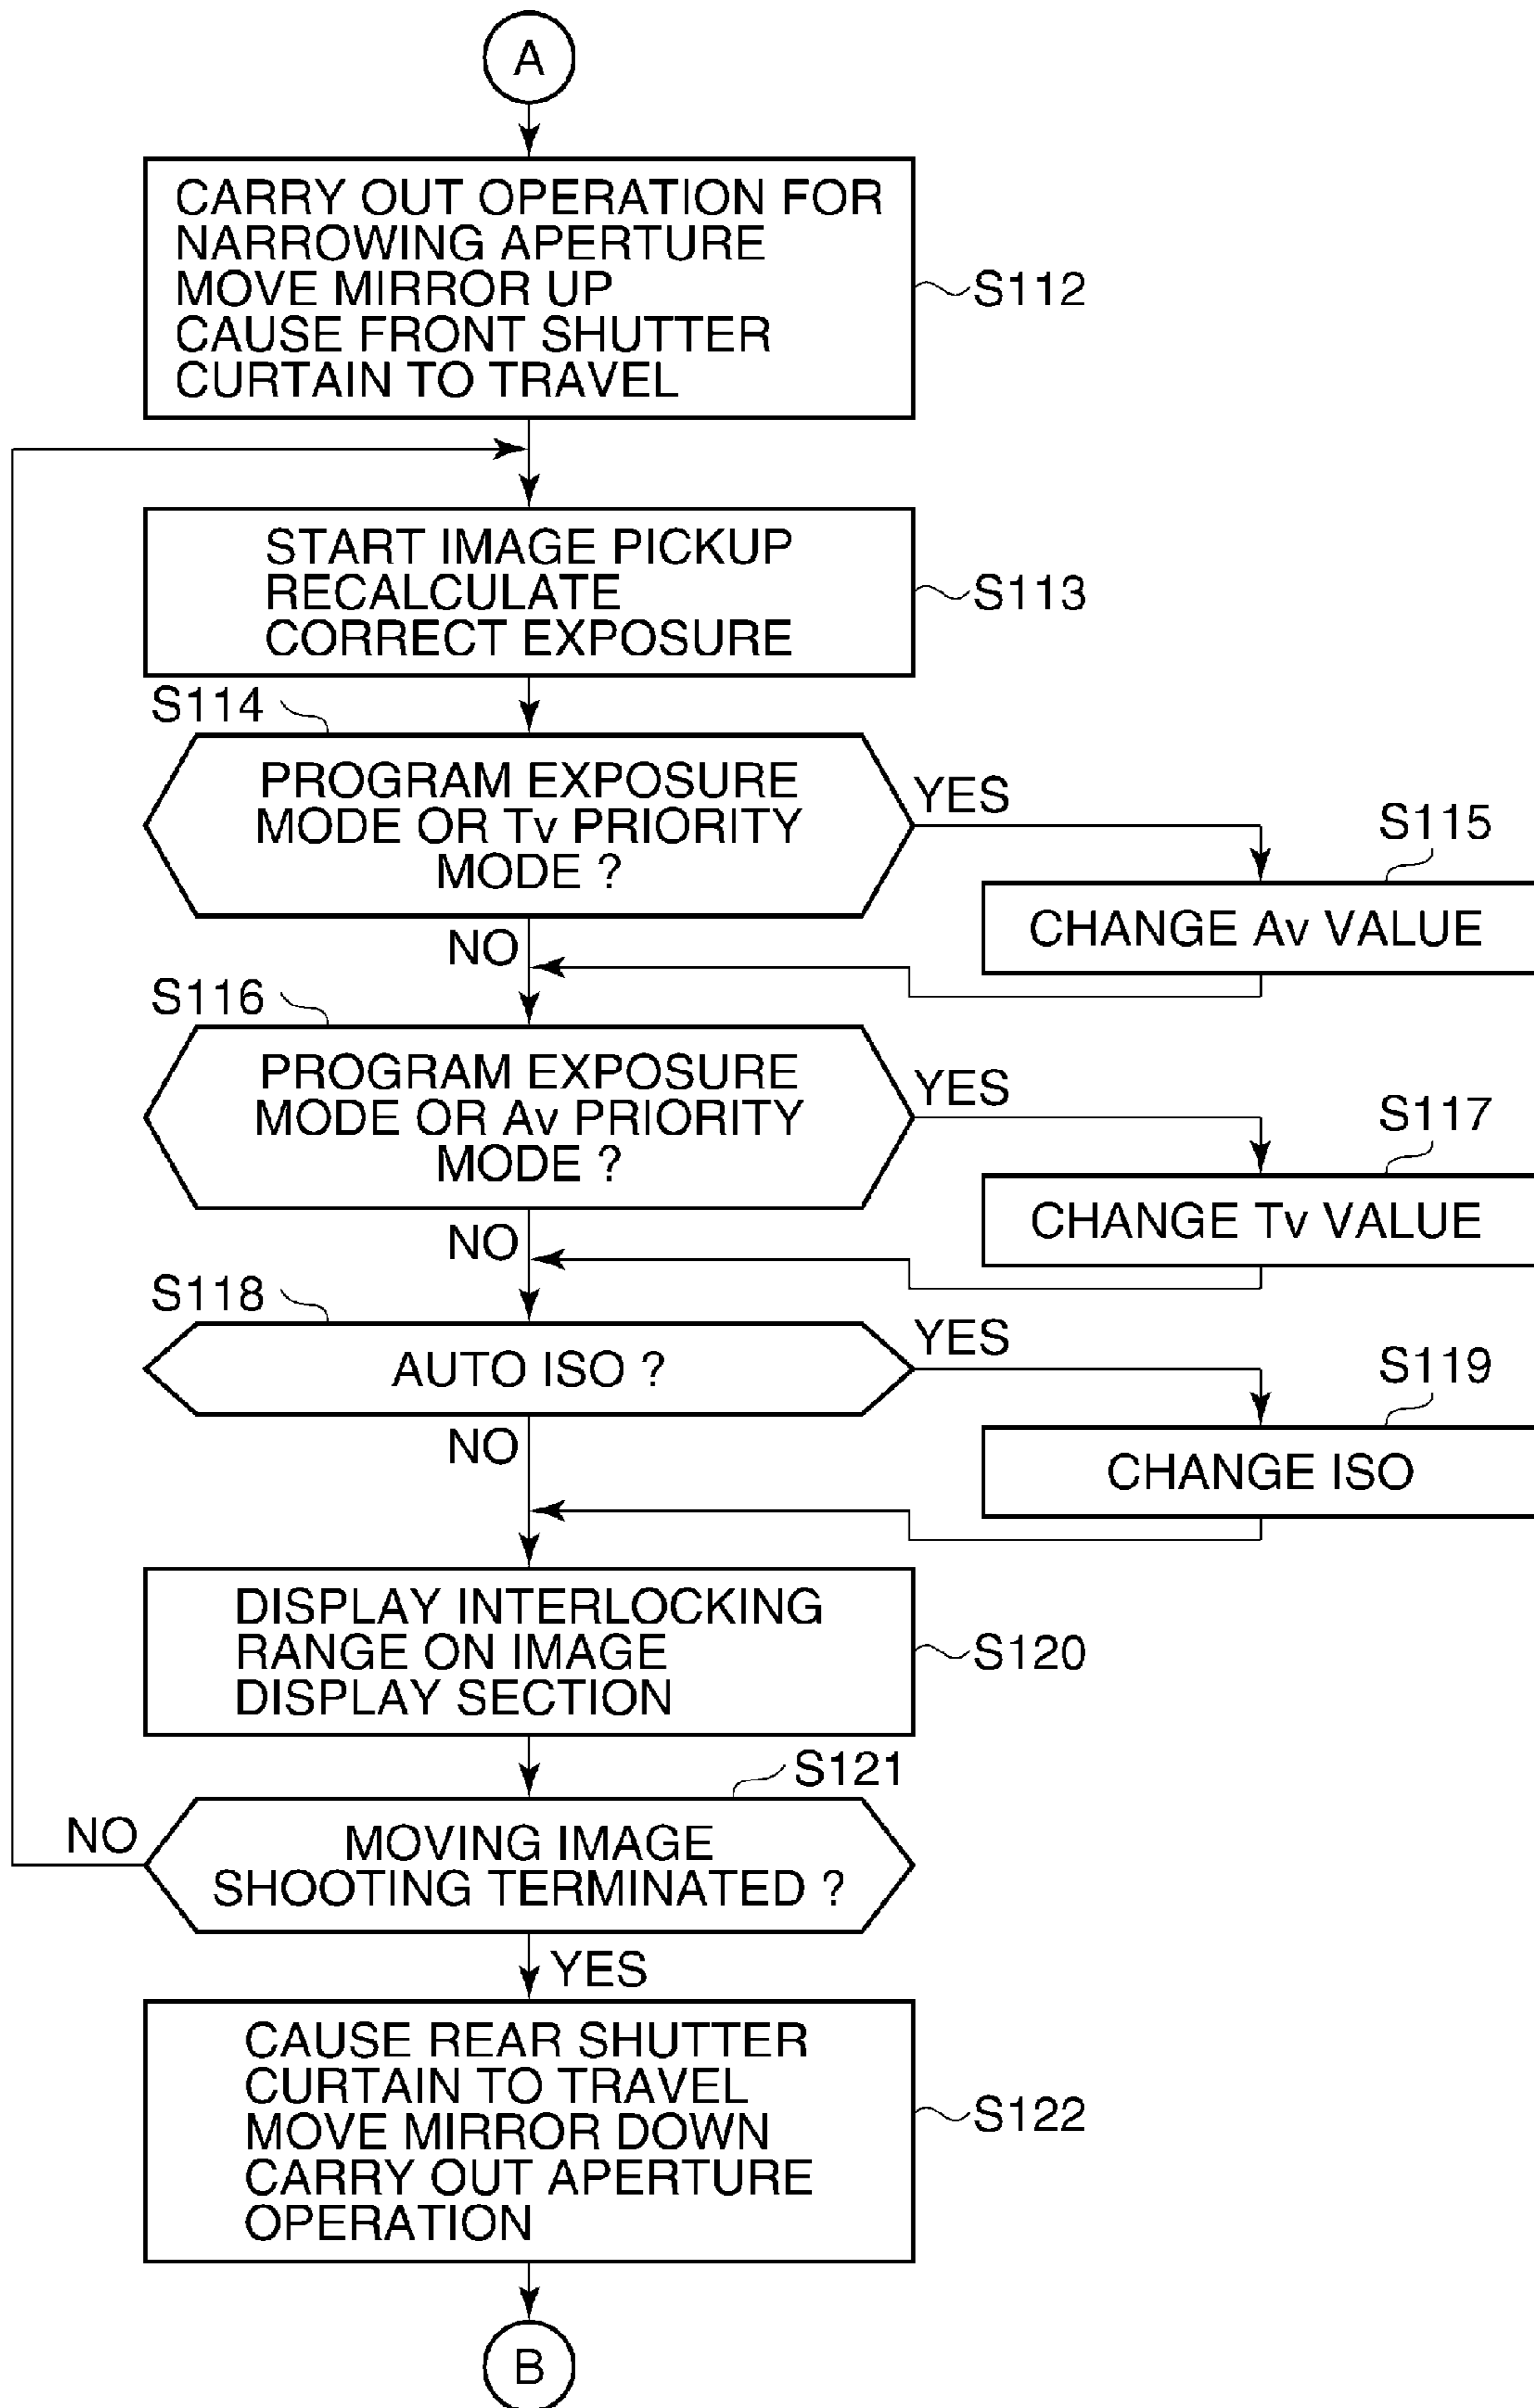 A
CARRY OUT OPERATION FOR
NARROWING APERTURE
MOVE MIRROR UP
CAUSE FRONT SHUTTER
CURTAIN TO TRAVEL
S112
START IMAGE PICKUP
RECALCULATE
CORRECT EXPOSURE
S113
S114
PROGRAM EXPOSURE
MODE OR Tv PRIORITY
MODE ?
YES
S115
CHANGE Av VALUE
NO
S116
PROGRAM EXPOSURE
MODE OR Av PRIORITY
MODE ?
YES
S117
CHANGE Tv VALUE
NO
S118
AUTO ISO ?
YES
S119
CHANGE ISO
NO
DISPLAY INTERLOCKING
RANGE ON IMAGE
DISPLAY SECTION
S120
S121
NO
MOVING IMAGE
SHOOTING TERMINATED ?
YES
CAUSE REAR SHUTTER
CURTAIN TO TRAVEL
MOVE MIRROR DOWN
CARRY OUT APERTURE
OPERATION
S122
B